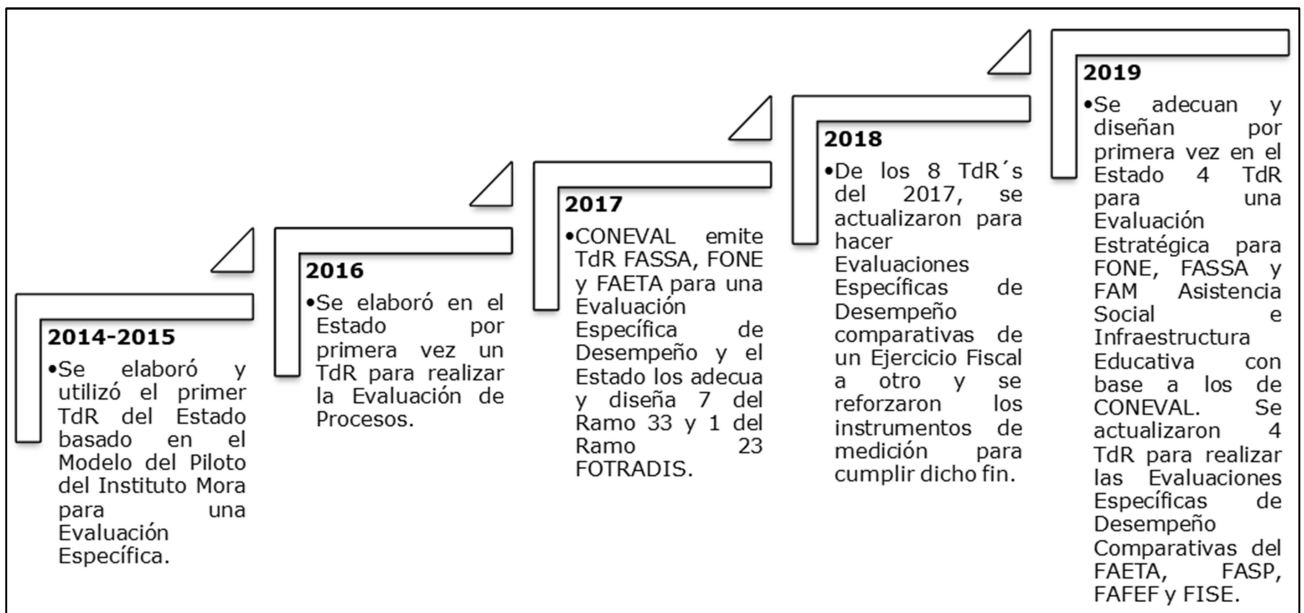 2014-2015
•Se elaboró y
utilizó el primer
TdR del Estado
basado en el
Modelo del Piloto
del Instituto Mora
para una
Evaluación
Específica.
2016
•Se elaboró en el
Estado por
primera vez un
TdR para realizar
la Evaluación de
Procesos.
2017
•CONEVAL emite
TdR FASSA, FONE
y FAETA para una
Evaluación
Específica de
Desempeño y el
Estado los adecua
y diseña 7 del
Ramo 33 y 1 del
Ramo 23
FOTRADIS.
2018
•De los 8 TdR´s
del 2017, se
actualizaron para
hacer
Evaluaciones
Específicas de
Desempeño
comparativas de
un Ejercicio Fiscal
a otro y se
reforzaron los
instrumentos de
medición para
cumplir dicho fin.
2019
•Se adecuan y
diseñan por
primera vez en el
Estado 4 TdR
para una
Evaluación
Estratégica para
FONE, FASSA y
FAM Asistencia
Social e
Infraestructura
Educativa con
base a los de
CONEVAL. Se
actualizaron 4
TdR para realizar
las Evaluaciones
Específicas de
Desempeño
Comparativas del
FAETA, FASP,
FAFEF y FISE.